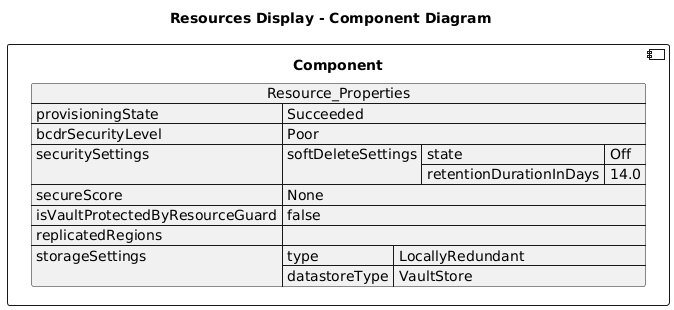 Resources Display - Component Diagram
Component
Resource_Properties
provisioningState Succeeded
bcdrSecurityLevel Poor
securitySettings softDeleteSettings state Off
retentionDurationInDays 14.0
secureScore None
isVaultProtectedByResourceGuard false
replicatedRegions
storageSettings type LocallyRedundant
datastoreType VaultStore